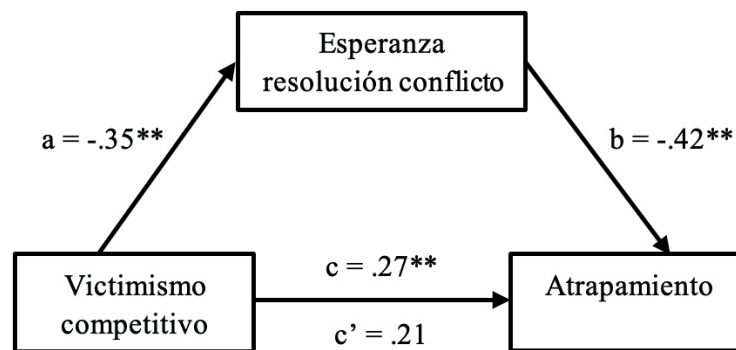 Esperanza
resolución conflicto
a = -.35**
b = -.42**
Victimismo
competitivo
c = .27**
c’ = .21
Atrapamiento